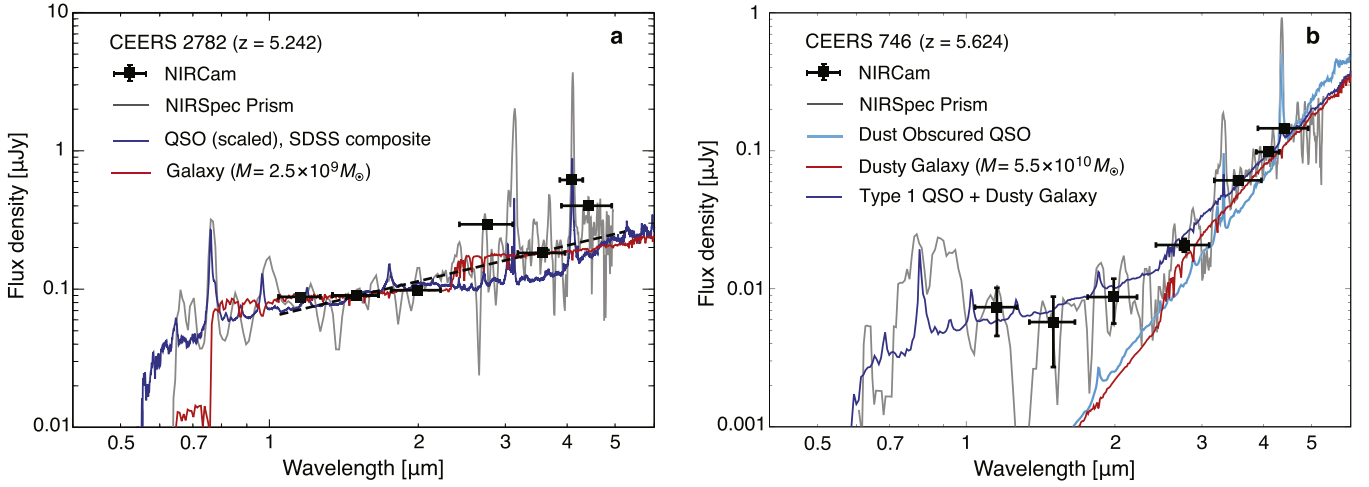 a
CEERS 2782 (z = 5.242)
NIRCam
NIRSpec Prism
QSO (scaled), SDSS composite
Galaxy (M = 2.5×10⁹M☉)
Flux density [μJy]
10
1
0.1
0.01
0.5 0.7 1 2 3 4 5
Wavelength [μm]
b
CEERS 746 (z = 5.624)
NIRCam
NIRSpec Prism
Dust Obscured QSO
Dusty Galaxy (M = 5.5×10¹⁰M☉)
Type 1 QSO + Dusty Galaxy
Flux density [μJy]
1
0.1
0.01
0.001
0.5 0.7 1 2 3 4 5
Wavelength [μm]